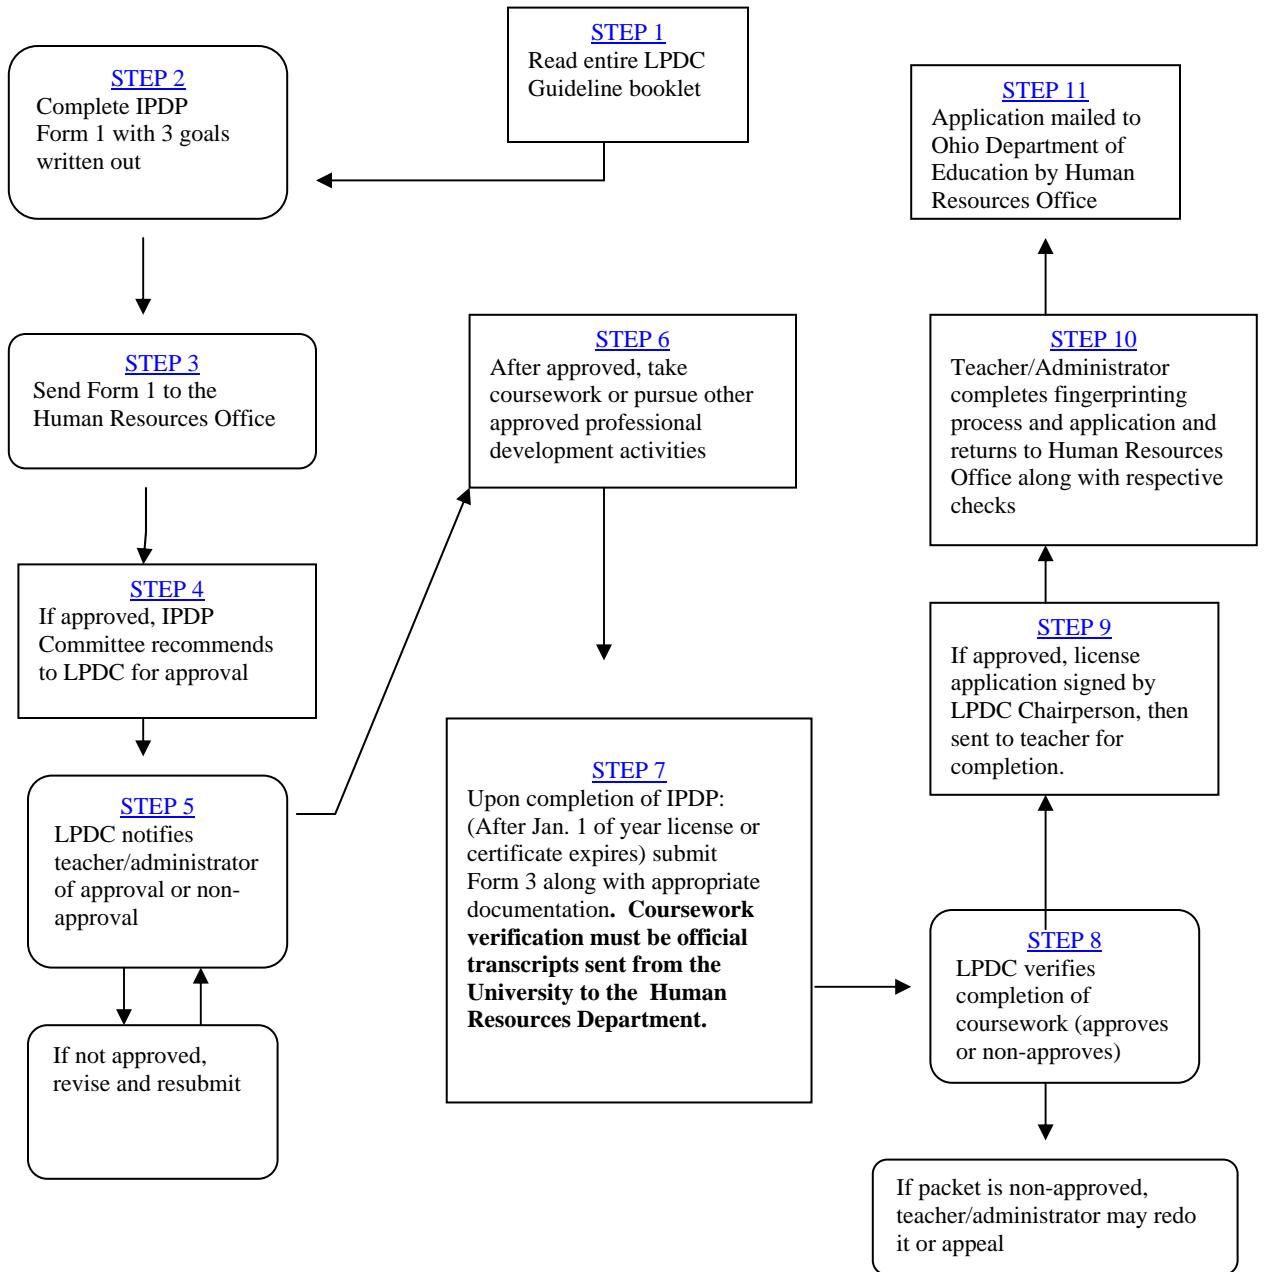 STEP 1
Read entire LPDC
Guideline booklet
STEP 2
Complete IPDP
Form 1 with 3 goals
written out
STEP 3
Send Form 1 to the
Human Resources Office
STEP 4
If approved, IPDP
Committee recommends
to LPDC for approval
STEP 5
LPDC notifies
teacher/administrator
of approval or non-
approval
If not approved,
revise and resubmit
STEP 6
After approved, take
coursework or pursue other
approved professional
development activities
STEP 7
Upon completion of IPDP:
(After Jan. 1 of year license or
certificate expires) submit
Form 3 along with appropriate
documentation.  Coursework
verification must be official
transcripts sent from the
University to the  Human
Resources Department.
STEP 8
LPDC verifies
completion of
coursework (approves
or non-approves)
If packet is non-approved,
teacher/administrator may redo
it or appeal
STEP 9
If approved, license
application signed by
LPDC Chairperson, then
sent to teacher for
completion.
STEP 10
Teacher/Administrator
completes fingerprinting
process and application and
returns to Human Resources
Office along with respective
checks
STEP 11
Application mailed to
Ohio Department of
Education by Human
Resources Office